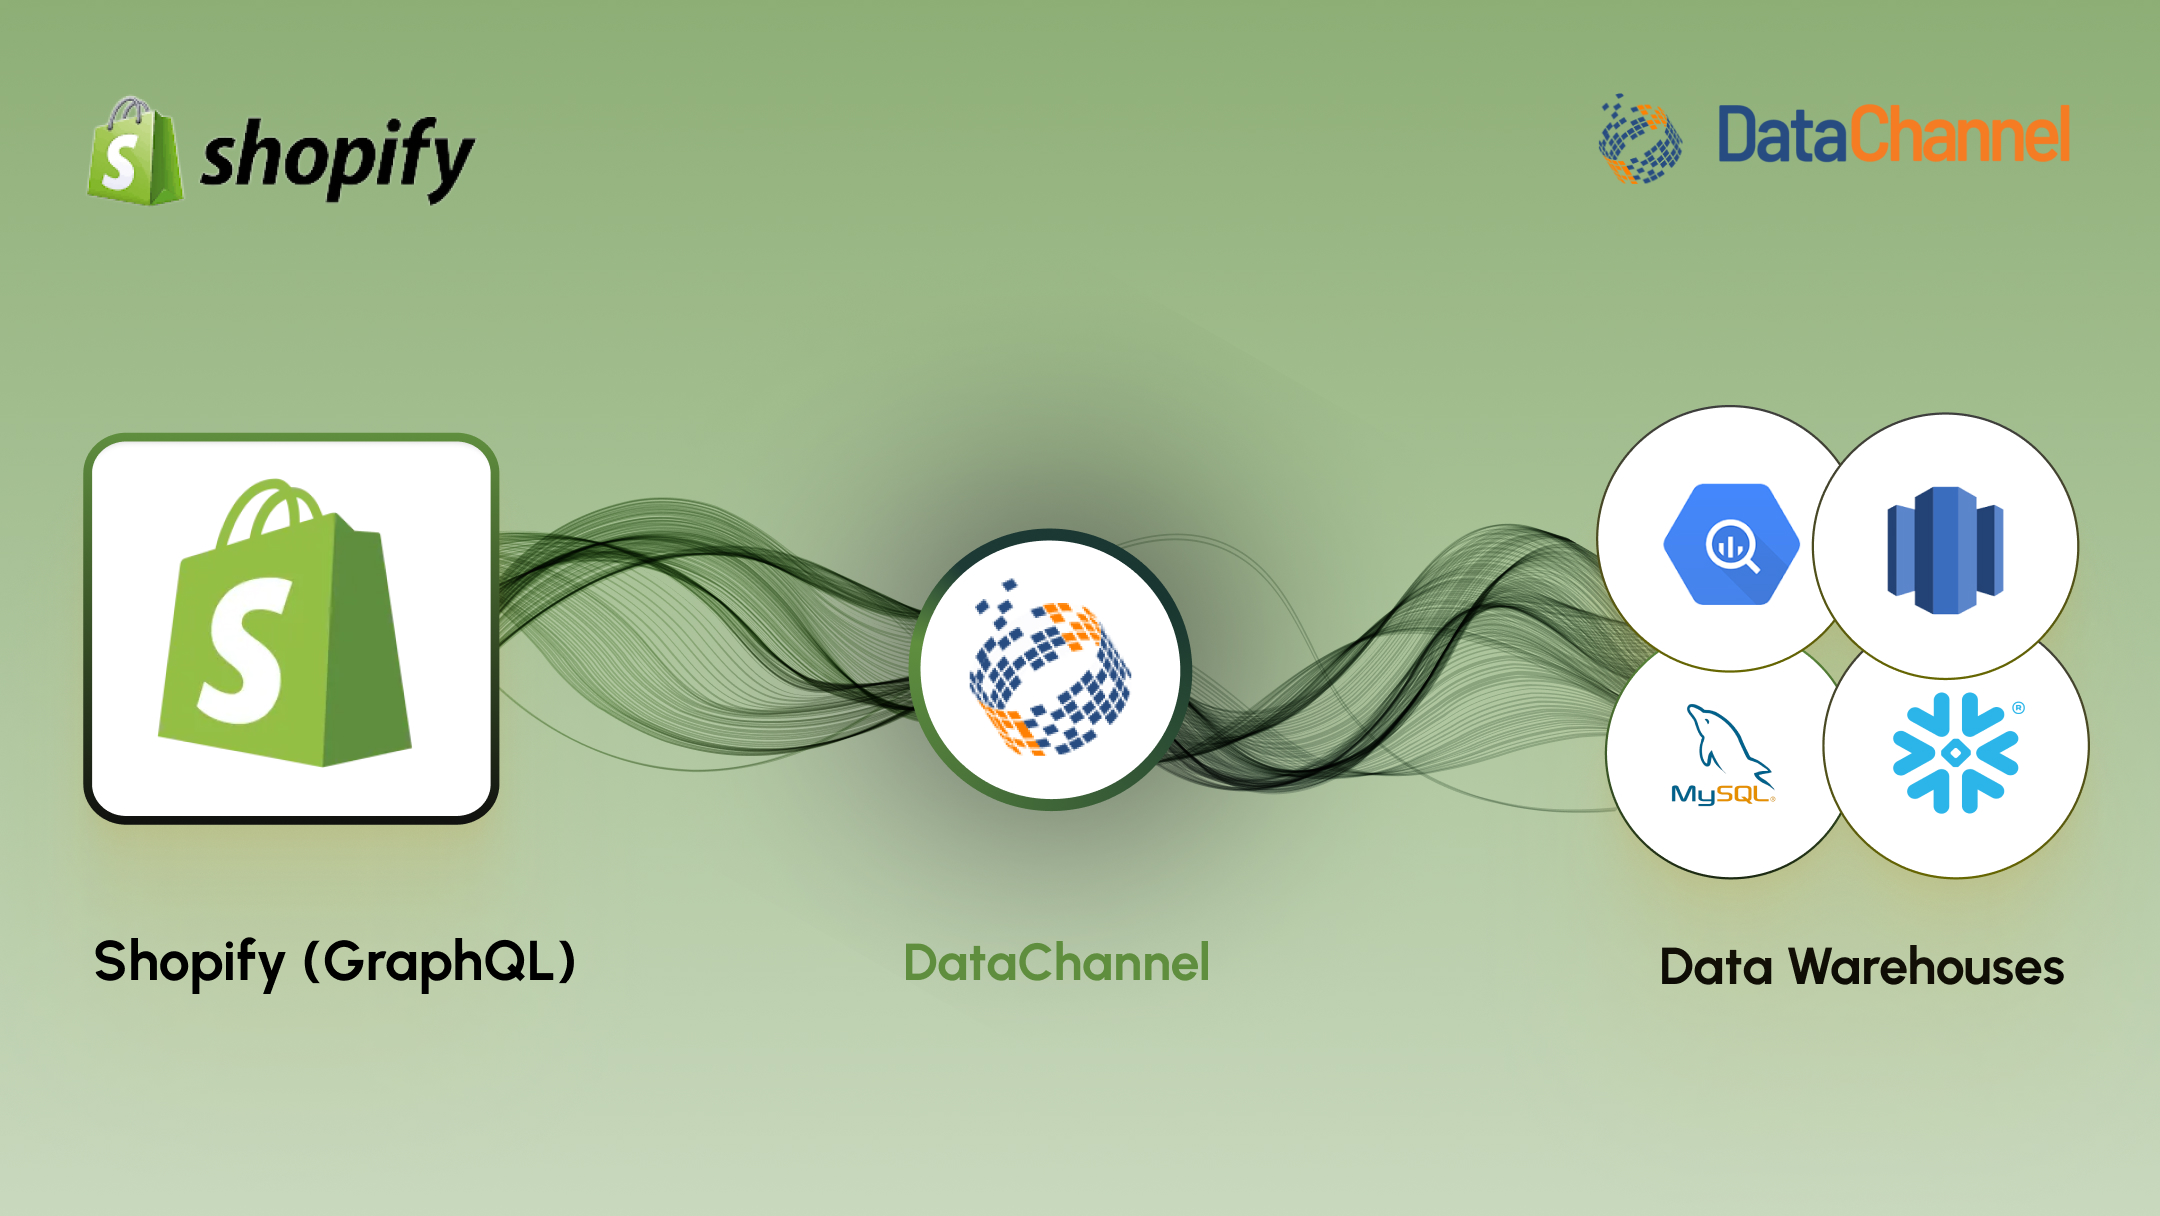 shopify
DataChannel
MySQL®
®
Shopify (GraphQL)
DataChannel
Data Warehouses